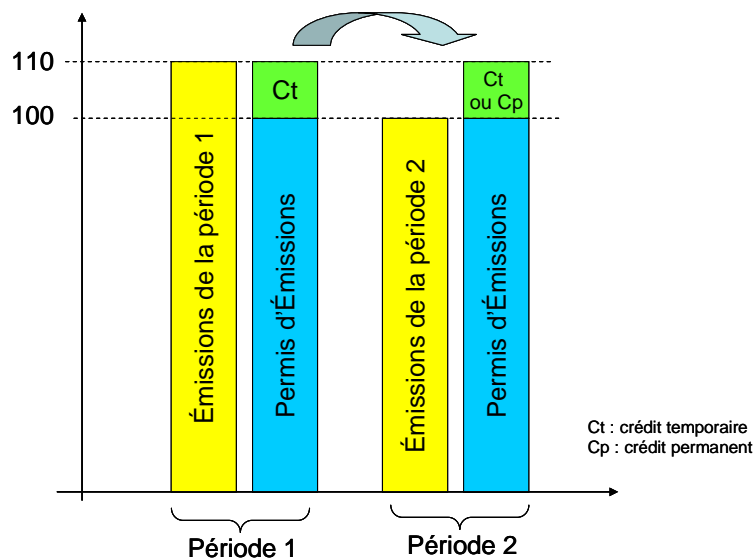 110
100
Émissions de la période 1
Ct
Permis d'Émissions
Émissions de la période 2
Ct
ou Cp
Permis d'Émissions
Ct : crédit temporaire
Cp : crédit permanent
Période 1
Période 2